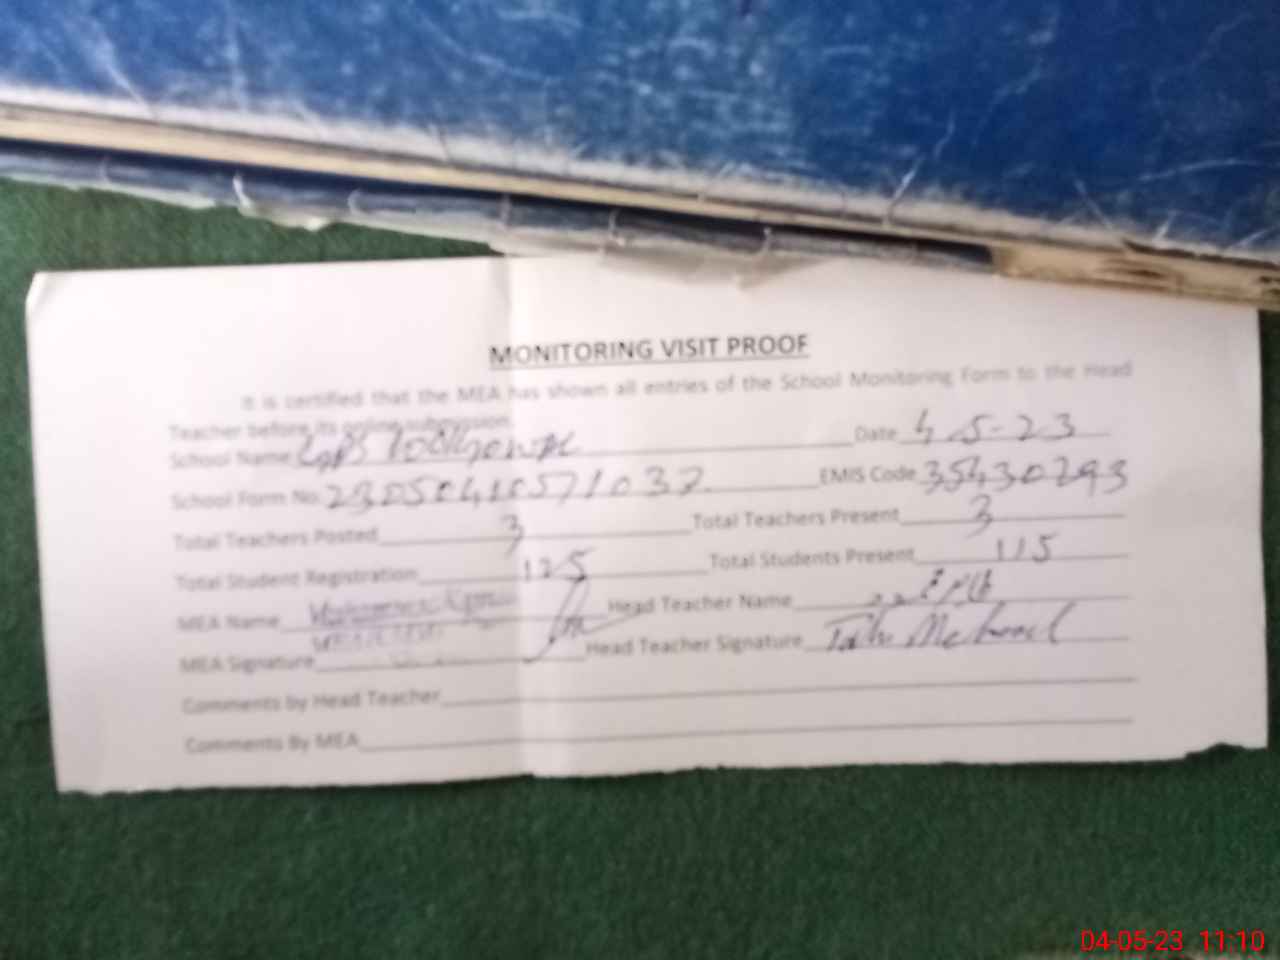 MONITORING VISIT PROOF
It is certified that the MEA has shown all entries of the School Monitoring Form to the Head
Teacher before its online submission.
School Name GPS Date 4-5-23
School Form No. EMIS Code 35430293
Total Teachers Posted 3 Total Teachers Present 3
Total Student Registration 125 Total Students Present 115
MEA Name Head Teacher Name
MEA Signature Head Teacher Signature
Comments by Head Teacher
Comments By MEA
04-05-23 11:10